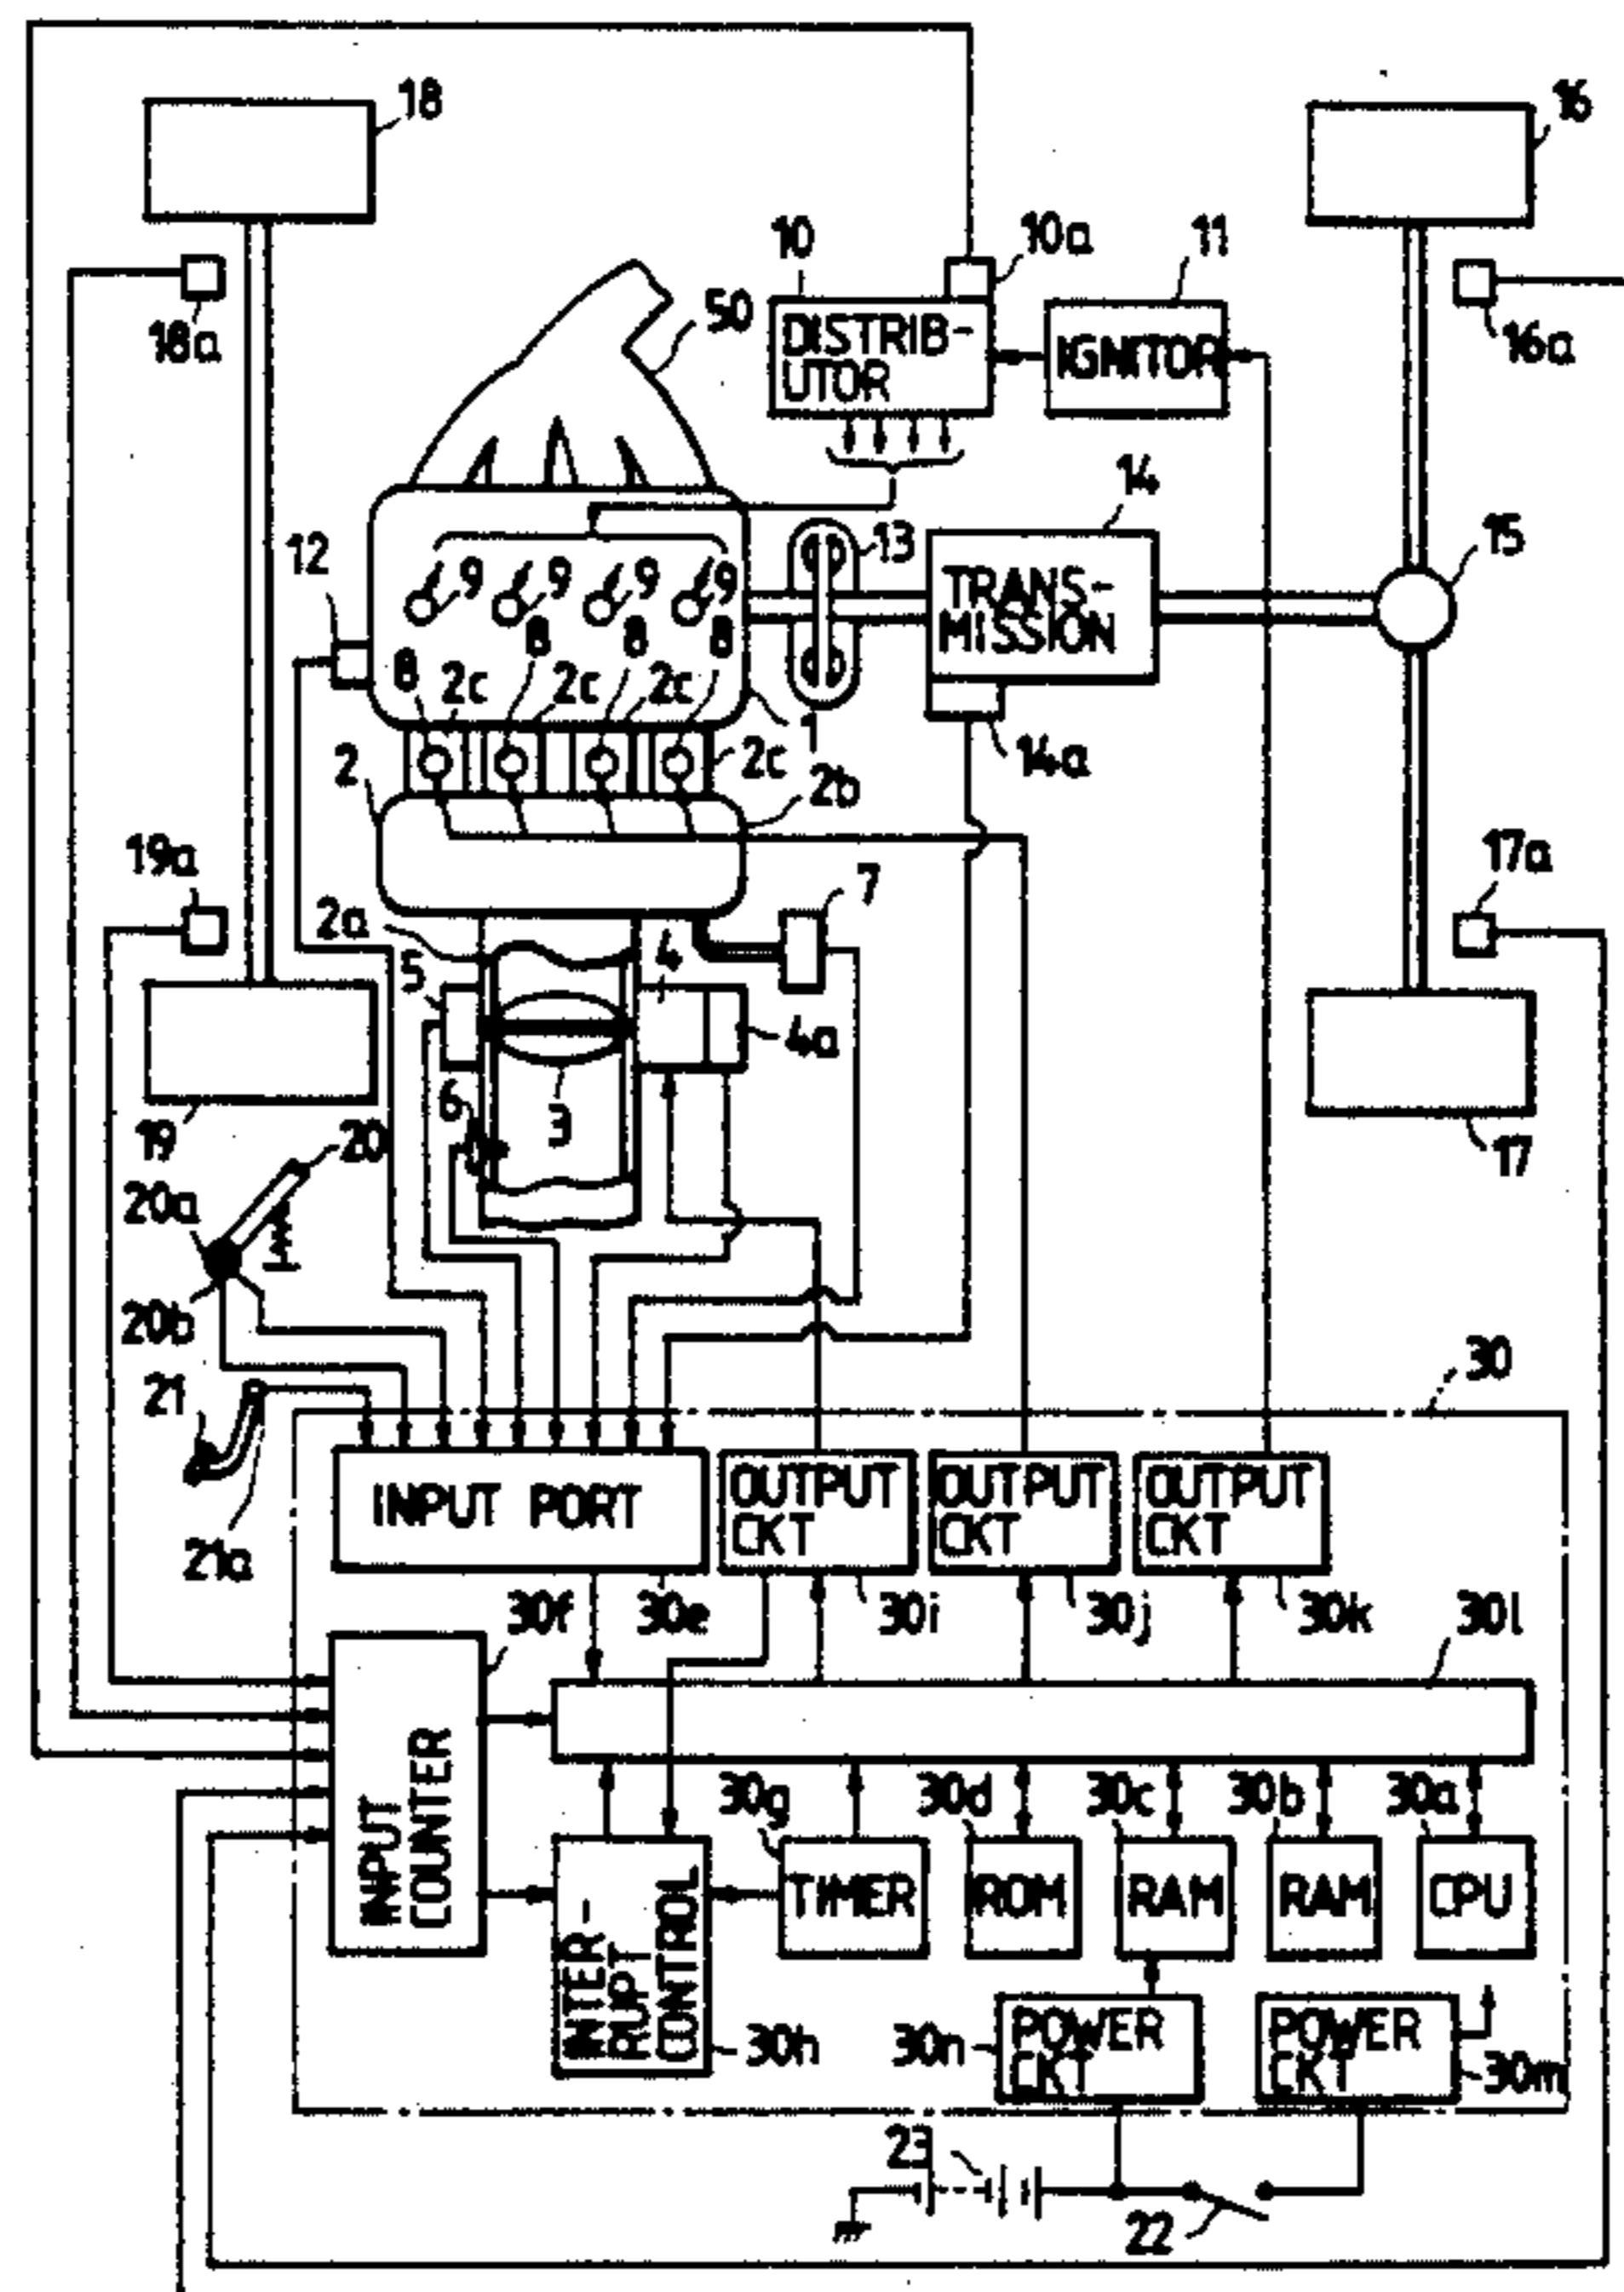 18
16
10
10a
11
50
DISTRIB-
UTOR
IGNITOR
18a
16a
14
12
13
15
9 9 9 9
TRANS-
MISSION
8 8 8 8
2c 2c 2c
1
2
2c
14a
2b
19a
7
17a
2a
4
5
4a
6
3
19
20
17
20a
20b
30
21
INPUT PORT
OUTPUT
CKT
OUTPUT
CKT
OUTPUT
CKT
21a
30f
30e
30i
30j
30k
30l
INPUT
COUNTER
30g
30d
30c
30b
30a
TIMER
ROM
RAM
RAM
CPU
INTER-
RUPT
CONTROL
30h
30n
POWER
CKT
POWER
CKT
30m
23
22